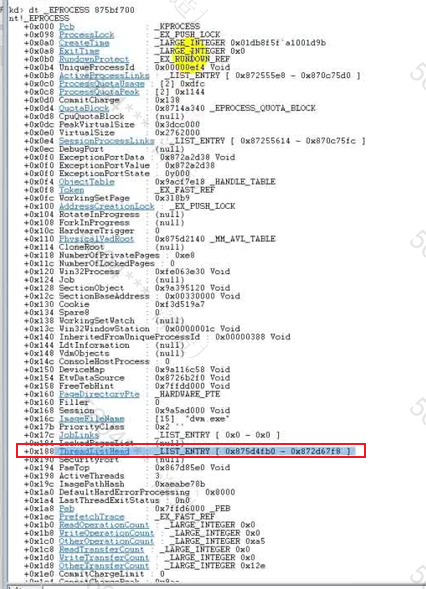 kd> dt _EPROCESS 875bf700
nt!_EPROCESS
+0x000 Pcb : _KPROCESS
+0x098 ProcessLock : _EX_PUSH_LOCK
+0x0a0 CreateTime : _LARGE_INTEGER 0x01db8f5f`a1001d9b
+0x0a8 ExitTime : _LARGE_INTEGER 0x0
+0x0b0 RundownProtect : _EX_RUNDOWN_REF
+0x0b4 UniqueProcessId : 0x00000ef4 Void
+0x0b8 ActiveProcessLinks : _LIST_ENTRY [ 0x872555e8 - 0x870c75d0 ]
+0x0c0 ProcessQuotaUsage : [2] 0xdfc
+0x0c8 ProcessQuotaPeak : [2] 0x1144
+0x0d0 CommitCharge : 0x138
+0x0d4 QuotaBlock : 0x8714a340 _EPROCESS_QUOTA_BLOCK
+0x0d8 CpuQuotaBlock : (null)
+0x0dc PeakVirtualSize : 0x3dcc000
+0x0e0 VirtualSize : 0x2762000
+0x0e4 SessionProcessLinks : _LIST_ENTRY [ 0x87255614 - 0x870c75fc ]
+0x0ec DebugPort : (null)
+0x0f0 ExceptionPortData : 0x872a2d38 Void
+0x0f0 ExceptionPortValue : 0x872a2d38
+0x0f0 ExceptionPortState : 0y000
+0x0f4 ObjectTable : 0x9acf7e18 _HANDLE_TABLE
+0x0f8 Token : _EX_FAST_REF
+0x0fc WorkingSetPage : 0x318b9
+0x100 AddressCreationLock : _EX_PUSH_LOCK
+0x104 RotateInProgress : (null)
+0x108 ForkInProgress : (null)
+0x10c HardwareTrigger : 0
+0x110 PhysicalVadRoot : 0x875d2140 _MM_AVL_TABLE
+0x114 CloneRoot : (null)
+0x118 NumberOfPrivatePages : 0xe8
+0x11c NumberOfLockedPages : 0
+0x120 Win32Process : 0xfe063e30 Void
+0x124 Job : (null)
+0x128 SectionObject : 0x9a395120 Void
+0x12c SectionBaseAddress : 0x00330000 Void
+0x130 Cookie : 0xf3d519a7
+0x134 Spare8 : 0
+0x138 WorkingSetWatch : (null)
+0x13c Win32WindowStation : 0x0000001c Void
+0x140 InheritedFromUniqueProcessId : 0x00000388 Void
+0x144 LdtInformation : (null)
+0x148 VdmObjects : (null)
+0x14c ConsoleHostProcess : 0
+0x150 DeviceMap : 0x9a116c58 Void
+0x154 EtwDataSource : 0x8726b2f0 Void
+0x158 FreeTebHint : 0x7ffdd000 Void
+0x160 PageDirectoryPte : _HARDWARE_PTE
+0x160 Filler : 0
+0x168 Session : 0x9a5ad000 Void
+0x16c ImageFileName : [15] "dwm.exe"
+0x17b PriorityClass : 0x2 ''
+0x17c JobLinks : _LIST_ENTRY [ 0x0 - 0x0 ]
+0x184 LockedPagesList : (null)
+0x188 ThreadListHead : _LIST_ENTRY [ 0x875d4fb0 - 0x872d67f8 ]
+0x190 SecurityPort : (null)
+0x194 PaeTop : 0x867d85e0 Void
+0x198 ActiveThreads : 3
+0x19c ImagePathHash : 0xaeabe78b
+0x1a0 DefaultHardErrorProcessing : 0x8000
+0x1a4 LastThreadExitStatus : 0n0
+0x1a8 Peb : 0x7ffd6000 _PEB
+0x1ac PrefetchTrace : _EX_FAST_REF
+0x1b0 ReadOperationCount : _LARGE_INTEGER 0x0
+0x1b8 WriteOperationCount : _LARGE_INTEGER 0x0
+0x1c0 OtherOperationCount : _LARGE_INTEGER 0xa5
+0x1c8 ReadTransferCount : _LARGE_INTEGER 0x0
+0x1d0 WriteTransferCount : _LARGE_INTEGER 0x0
+0x1d8 OtherTransferCount : _LARGE_INTEGER 0x12e
+0x1e0 CommitChargeLimit : 0